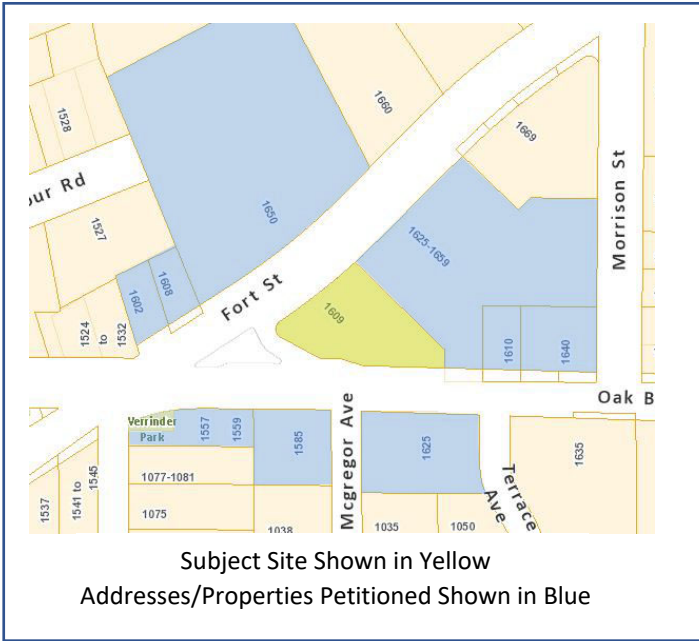 1528
1660
1669
our Rd
1527
1650
Morrison St
1625-1659
1602
1608
Fort St
1609
1524
to
1532
1610
1640
Oak B
Verrinder
Park
1557
1559
1585
Mcgregor Ave
1625
Terrace
Ave
1635
1537
1541 to
1545
1077-1081
1075
1038
1035
1050
Subject Site Shown in Yellow
Addresses/Properties Petitioned Shown in Blue